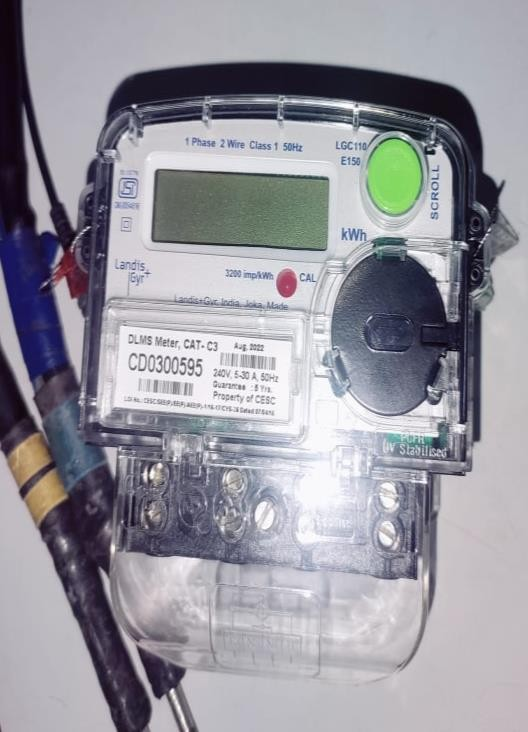 1 Phase 2 Wire Class 1 50Hz
LGC110
E150
SCROLL
ISI
kWh
Landis+
Gyr
3200 imp/kWh
CAL
Landis+Gyr, India, Joka, Made
DLMS Meter, CAT- C3
Aug, 2022
CD0300595
240V, 5-30 A, 50Hz
Guarantee : 5 Yrs.
Property of CESC
UV Stabilised